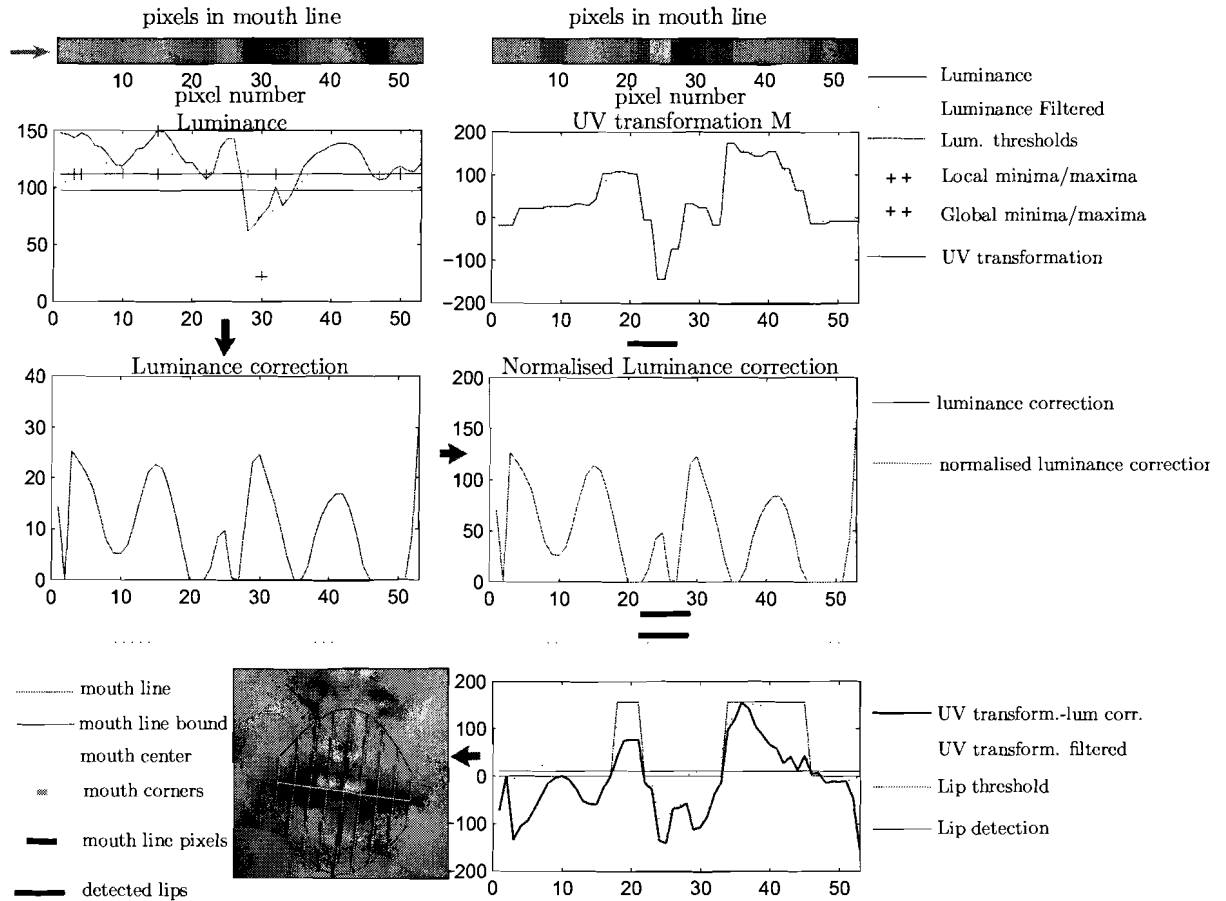 pixels in mouth line
pixels in mouth line
10 20 30 40 50
10 20 30 40 50
pixel number
pixel number
Luminance
UV transformation M
150
100
50
0
0 10 20 30 40 50
200
100
0
−100
−200
0 10 20 30 40 50
Luminance
Luminance Filtered
Lum. thresholds
++ Local minima/maxima
++ Global minima/maxima
UV transformation
Luminance correction
Normalised Luminance correction
40
30
20
10
0
0 10 20 30 40 50
200
150
100
50
0
0 10 20 30 40 50
luminance correction
normalised luminance correction
mouth line
mouth line bound
mouth center
mouth corners
mouth line pixels
detected lips
200
100
0
−100
−200
0 10 20 30 40 50
UV transform.-lum corr.
UV transform. filtered
Lip threshold
Lip detection